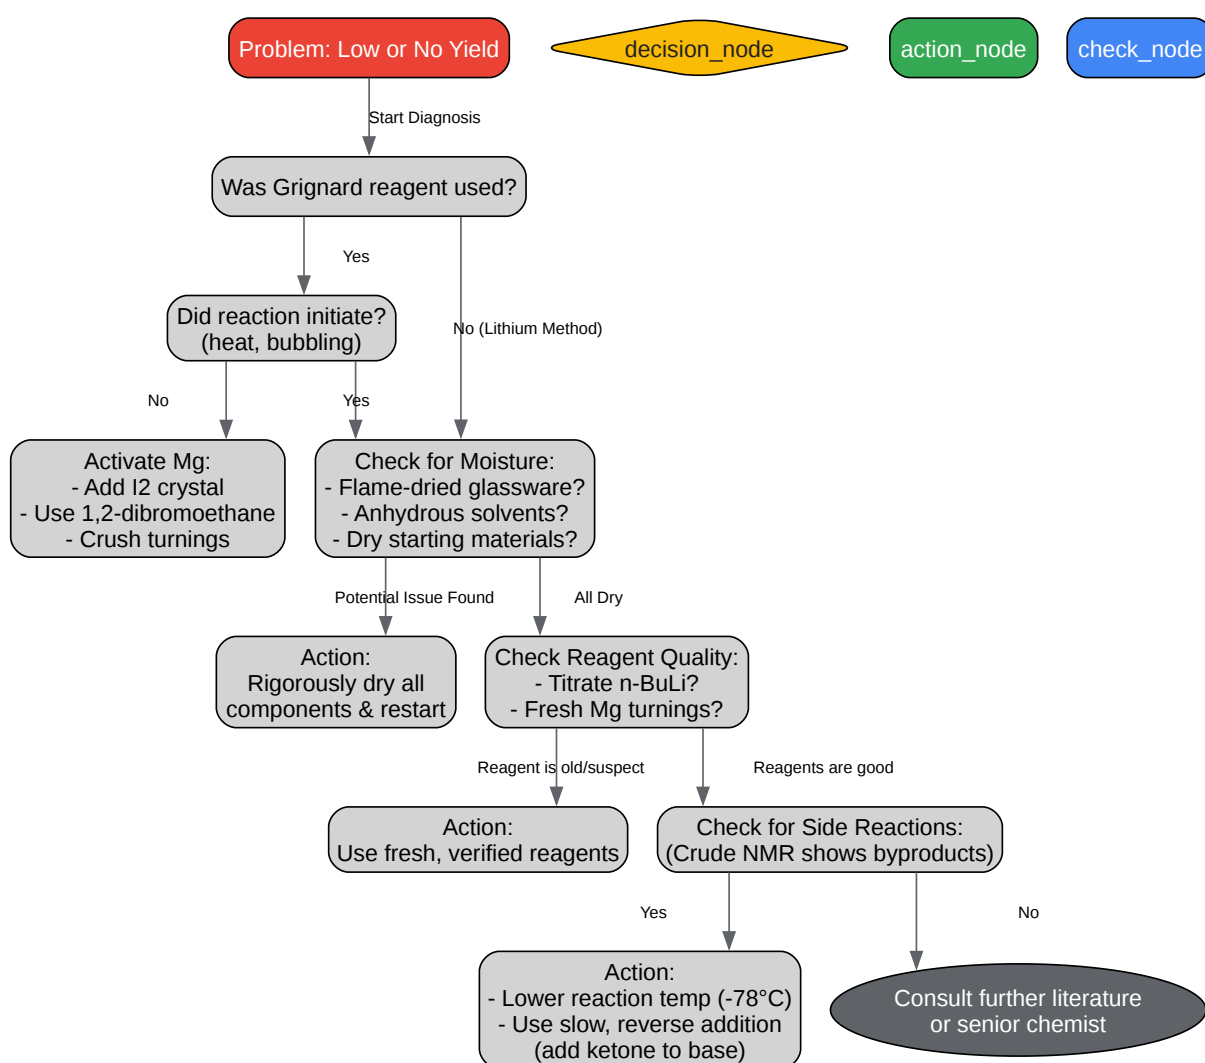 Problem: Low or No Yield
decision_node
action_node
check_node
Start Diagnosis
Was Grignard reagent used?
Yes
Did reaction initiate?
(heat, bubbling)
No (Lithium Method)
No
Yes
Activate Mg:
- Add I2 crystal
- Use 1,2-dibromoethane
- Crush turnings
Check for Moisture:
- Flame-dried glassware?
- Anhydrous solvents?
- Dry starting materials?
Potential Issue Found
All Dry
Action:
Rigorously dry all
components & restart
Check Reagent Quality:
- Titrate n-BuLi?
- Fresh Mg turnings?
Reagent is old/suspect
Reagents are good
Action:
Use fresh, verified reagents
Check for Side Reactions:
(Crude NMR shows byproducts)
Yes
No
Action:
- Lower reaction temp (-78°C)
- Use slow, reverse addition
(add ketone to base)
Consult further literature
or senior chemist